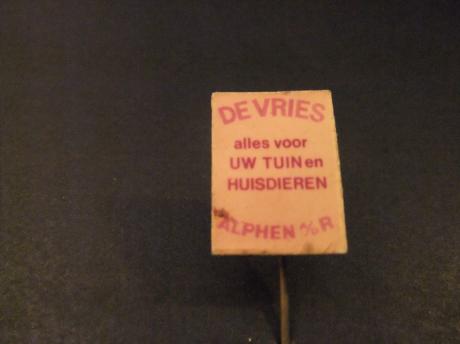 DE VRIES
alles voor
UW TUIN en
HUISDIEREN
ALPHEN a/d R